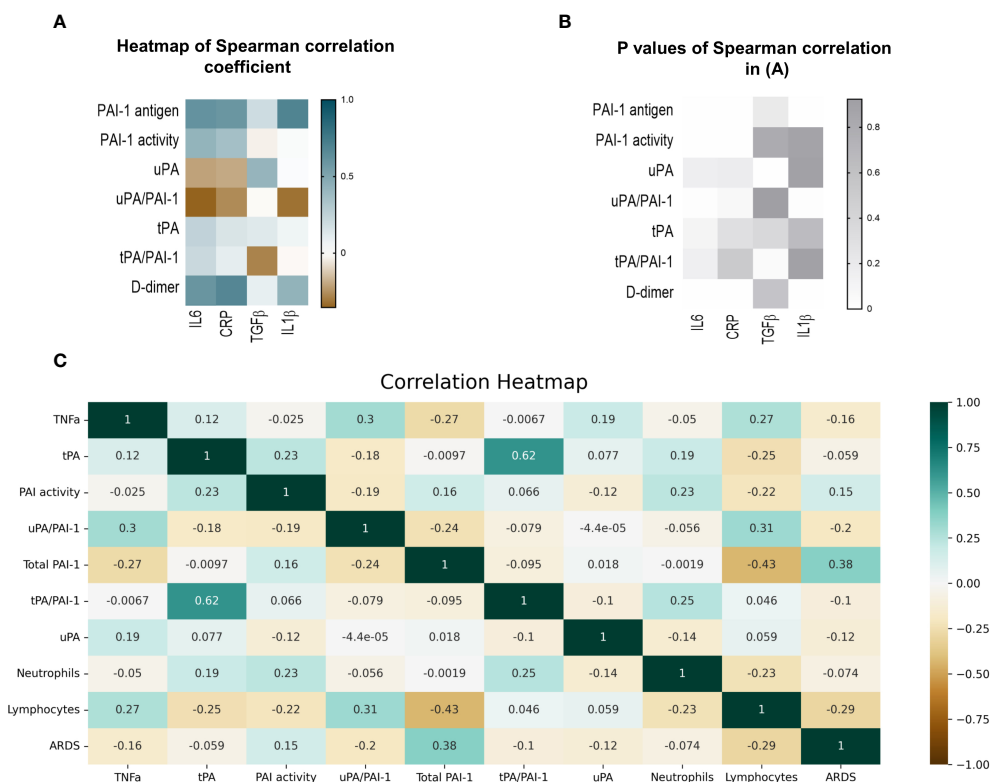 A
Heatmap of Spearman correlation
coefficient
PAI-1 antigen
PAI-1 activity
uPA
uPA/PAI-1
tPA
tPA/PAI-1
D-dimer
IL6
CRP
TGFβ
IL1β
1.0
0.5
0
B
P values of Spearman correlation
in (A)
PAI-1 antigen
PAI-1 activity
uPA
uPA/PAI-1
tPA
tPA/PAI-1
D-dimer
IL6
CRP
TGFβ
IL1β
0.8
0.6
0.4
0.2
0
C
Correlation Heatmap
TNFa 1 0.12 -0.025 0.3 -0.27 -0.0067 0.19 -0.05 0.27 -0.16
tPA 0.12 1 0.23 -0.18 -0.0097 0.62 0.077 0.19 -0.25 -0.059
PAI activity -0.025 0.23 1 -0.19 0.16 0.066 -0.12 0.23 -0.22 0.15
uPA/PAI-1 0.3 -0.18 -0.19 1 -0.24 -0.079 -4.4e-05 -0.056 0.31 -0.2
Total PAI-1 -0.27 -0.0097 0.16 -0.24 1 -0.095 0.018 -0.0019 -0.43 0.38
tPA/PAI-1 -0.0067 0.62 0.066 -0.079 -0.095 1 -0.1 0.25 0.046 -0.1
uPA 0.19 0.077 -0.12 -4.4e-05 0.018 -0.1 1 -0.14 0.059 -0.12
Neutrophils -0.05 0.19 0.23 -0.056 -0.0019 0.25 -0.14 1 -0.23 -0.074
Lymphocytes 0.27 -0.25 -0.22 0.31 -0.43 0.046 0.059 -0.23 1 -0.29
ARDS -0.16 -0.059 0.15 -0.2 0.38 -0.1 -0.12 -0.074 -0.29 1
TNFa tPA PAI activity uPA/PAI-1 Total PAI-1 tPA/PAI-1 uPA Neutrophils Lymphocytes ARDS
1.00
0.75
0.50
0.25
0.00
−0.25
−0.50
−0.75
−1.00